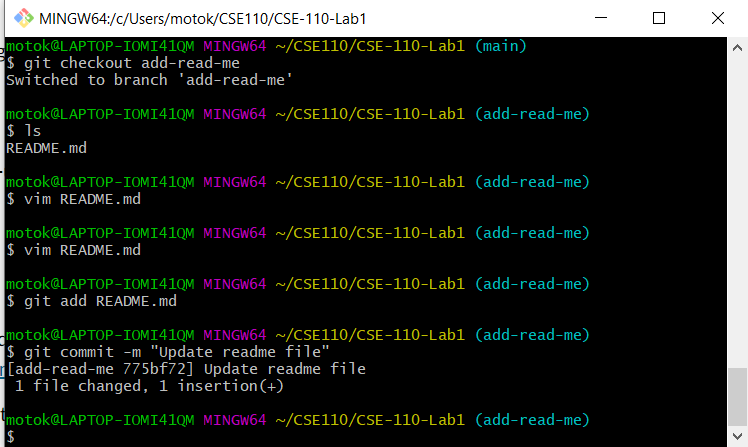 MINGW64:/c/Users/motok/CSE110/CSE-110-Lab1
motok@LAPTOP-IOMI41QM MINGW64 ~/CSE110/CSE-110-Lab1 (main)
$ git checkout add-read-me
Switched to branch 'add-read-me'
motok@LAPTOP-IOMI41QM MINGW64 ~/CSE110/CSE-110-Lab1 (add-read-me)
$ ls
README.md
motok@LAPTOP-IOMI41QM MINGW64 ~/CSE110/CSE-110-Lab1 (add-read-me)
$ vim README.md
motok@LAPTOP-IOMI41QM MINGW64 ~/CSE110/CSE-110-Lab1 (add-read-me)
$ vim README.md
motok@LAPTOP-IOMI41QM MINGW64 ~/CSE110/CSE-110-Lab1 (add-read-me)
$ git add README.md
motok@LAPTOP-IOMI41QM MINGW64 ~/CSE110/CSE-110-Lab1 (add-read-me)
$ git commit -m "Update readme file"
[add-read-me 775bf72] Update readme file
 1 file changed, 1 insertion(+)
motok@LAPTOP-IOMI41QM MINGW64 ~/CSE110/CSE-110-Lab1 (add-read-me)
$